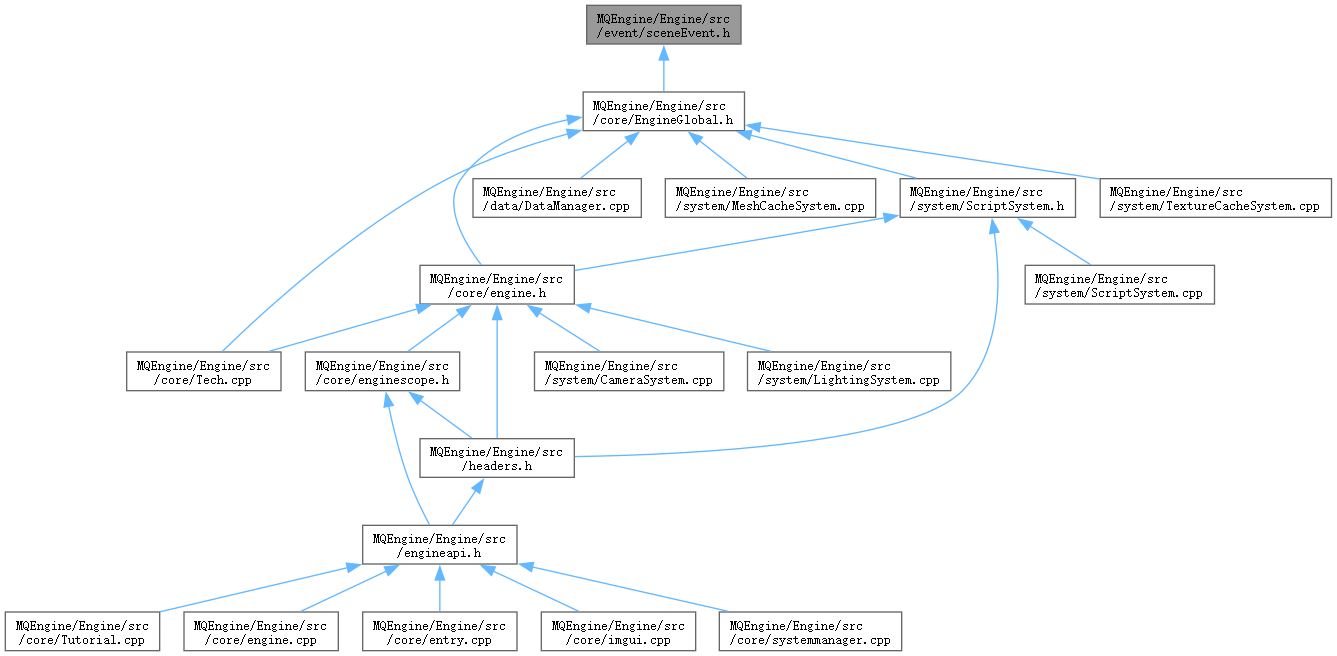 MQEngine/Engine/src
/event/sceneEvent.h
MQEngine/Engine/src
/core/EngineGlobal.h
MQEngine/Engine/src
/data/DataManager.cpp
MQEngine/Engine/src
/system/MeshCacheSystem.cpp
MQEngine/Engine/src
/system/ScriptSystem.h
MQEngine/Engine/src
/system/TextureCacheSystem.cpp
MQEngine/Engine/src
/core/engine.h
MQEngine/Engine/src
/system/ScriptSystem.cpp
MQEngine/Engine/src
/core/Tech.cpp
MQEngine/Engine/src
/core/enginescope.h
MQEngine/Engine/src
/system/CameraSystem.cpp
MQEngine/Engine/src
/system/LightingSystem.cpp
MQEngine/Engine/src
/headers.h
MQEngine/Engine/src
/engineapi.h
MQEngine/Engine/src
/core/Tutorial.cpp
MQEngine/Engine/src
/core/engine.cpp
MQEngine/Engine/src
/core/entry.cpp
MQEngine/Engine/src
/core/imgui.cpp
MQEngine/Engine/src
/core/systemmanager.cpp